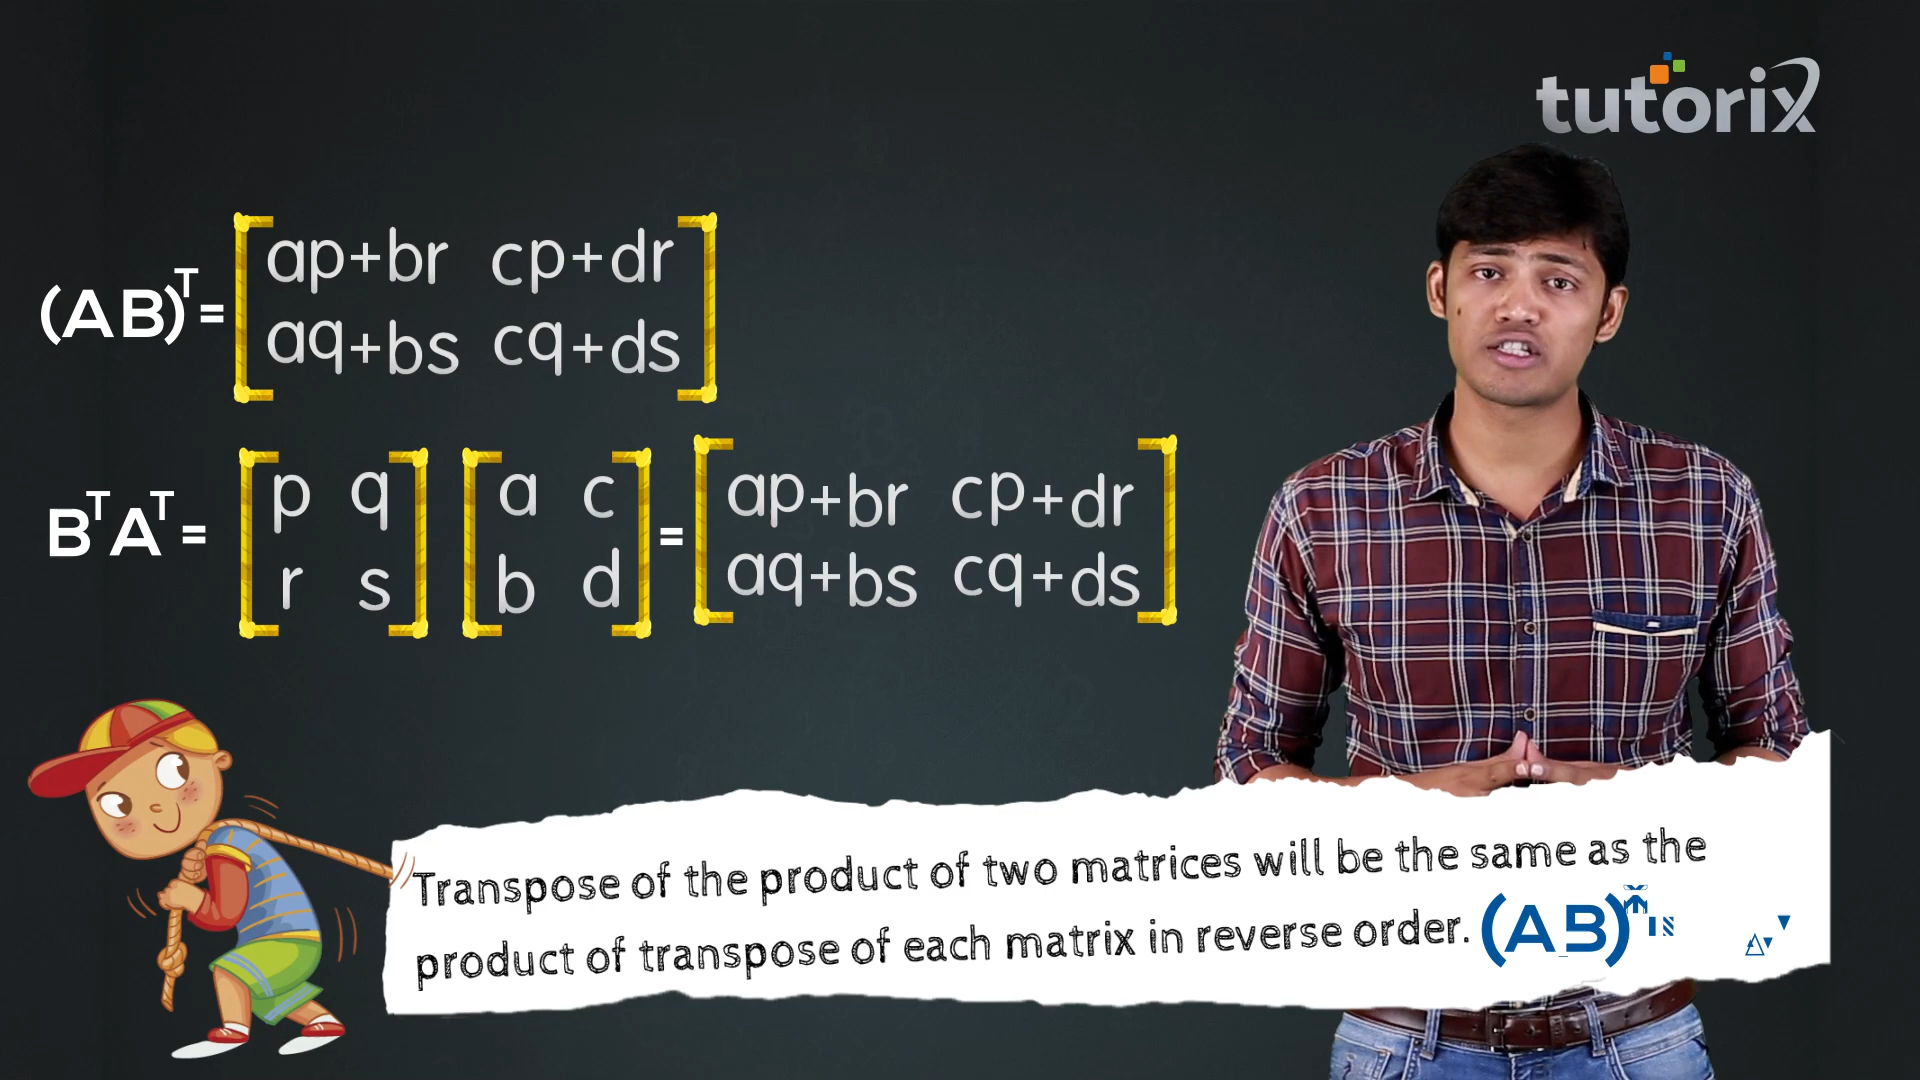 tutorix
(AB)ᵀ = [ap+br cp+dr
aq+bs cq+ds]
BᵀAᵀ = [p q [a c = [ap+br cp+dr
r s] b d] aq+bs cq+ds]
Transpose of the product of two matrices will be the same as the
product of transpose of each matrix in reverse order. (AB)